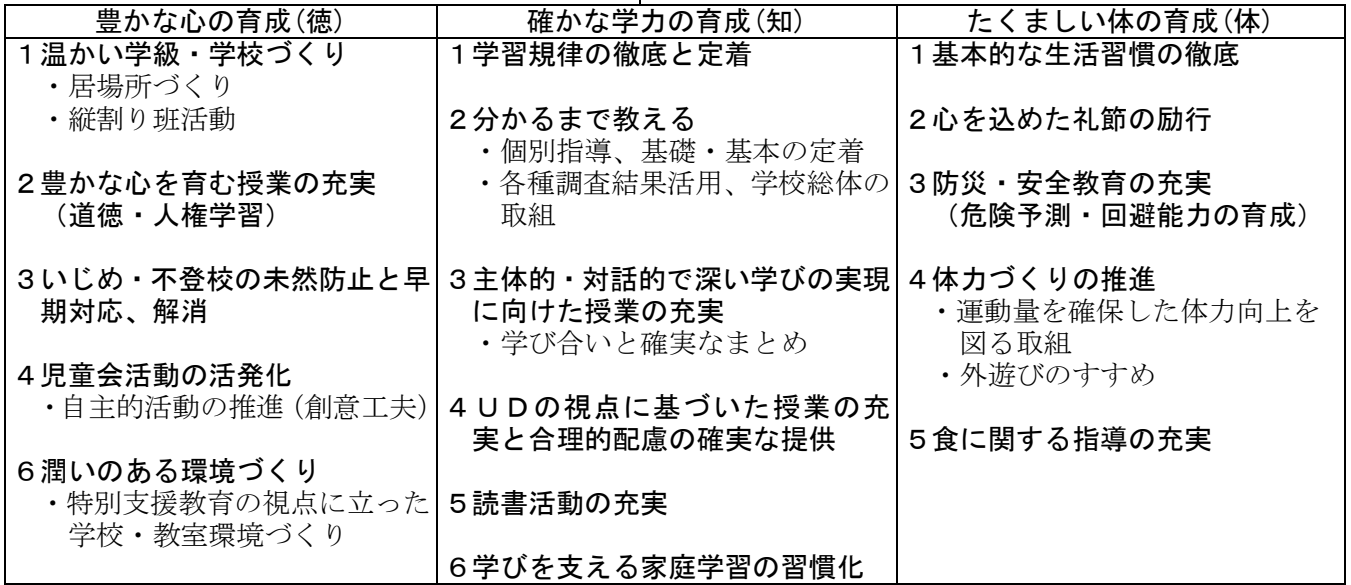 豊かな心の育成(徳)
1温かい学級・学校づくり
・居場所づくり
・縦割り班活動
2豊かな心を育む授業の充実
(道徳・人権学習)
3いじめ・不登校の未然防止と早
期対応、解消
4児童会活動の活発化
・自主的活動の推進(創意工夫)
6潤いのある環境づくり
・特別支援教育の視点に立った
学校・教室環境づくり
確かな学力の育成(知)
1学習規律の徹底と定着
2分かるまで教える
・個別指導、基礎・基本の定着
・各種調査結果活用、学校総体の
取組
3主体的・対話的で深い学びの実現
に向けた授業の充実
・学び合いと確実なまとめ
4UDの視点に基づいた授業の充
実と合理的配慮の確実な提供
5読書活動の充実
6学びを支える家庭学習の習慣化
たくましい体の育成(体)
1基本的な生活習慣の徹底
2心を込めた礼節の励行
3防災・安全教育の充実
(危険予測・回避能力の育成)
4体力づくりの推進
・運動量を確保した体力向上を
図る取組
・外遊びのすすめ
5食に関する指導の充実